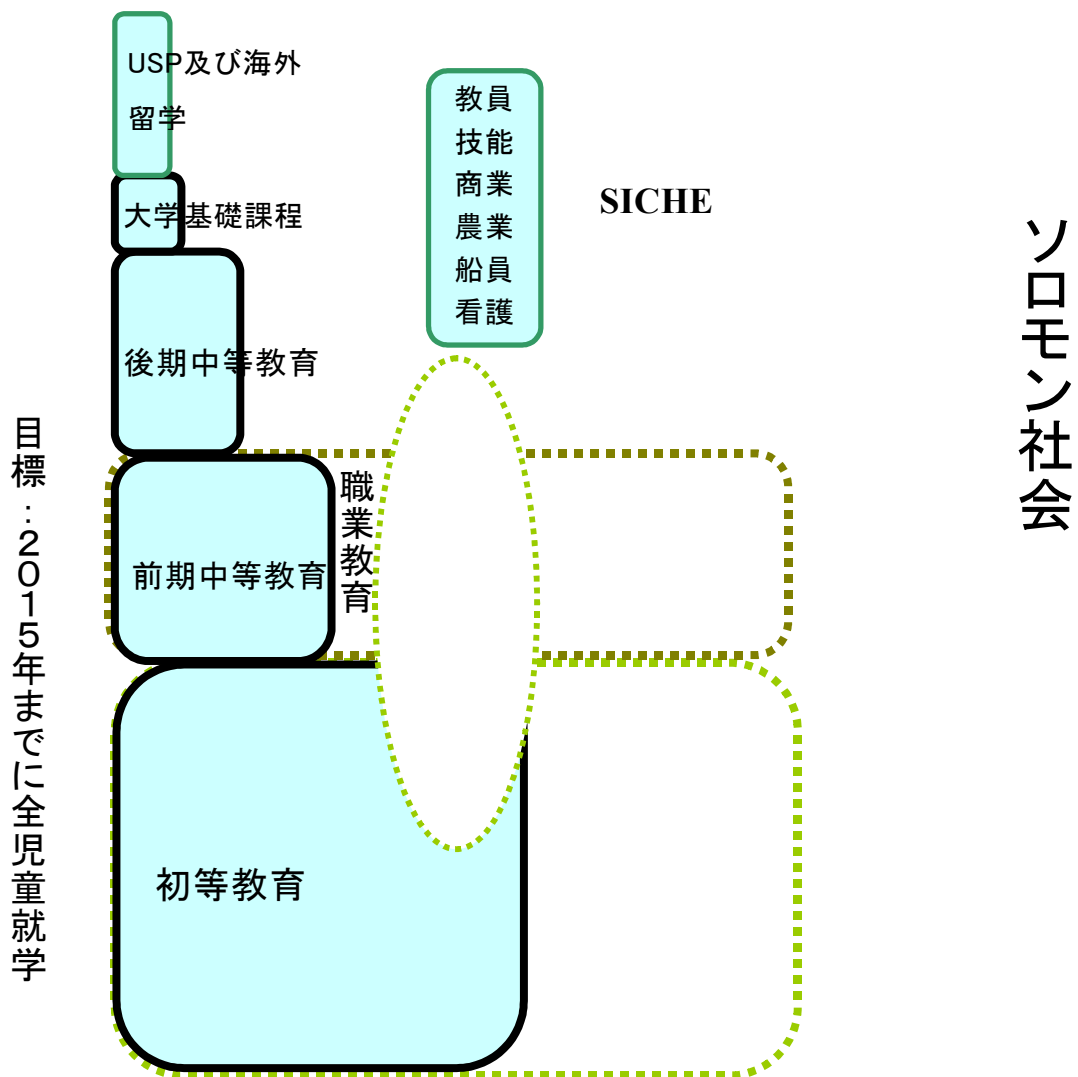 USP及び海外
留学
教員
技能
商業
農業
船員
看護
SICHE
大学基礎課程
後期中等教育
職業教育
前期中等教育
初等教育
目標：2015年までに全児童就学
ソロモン社会